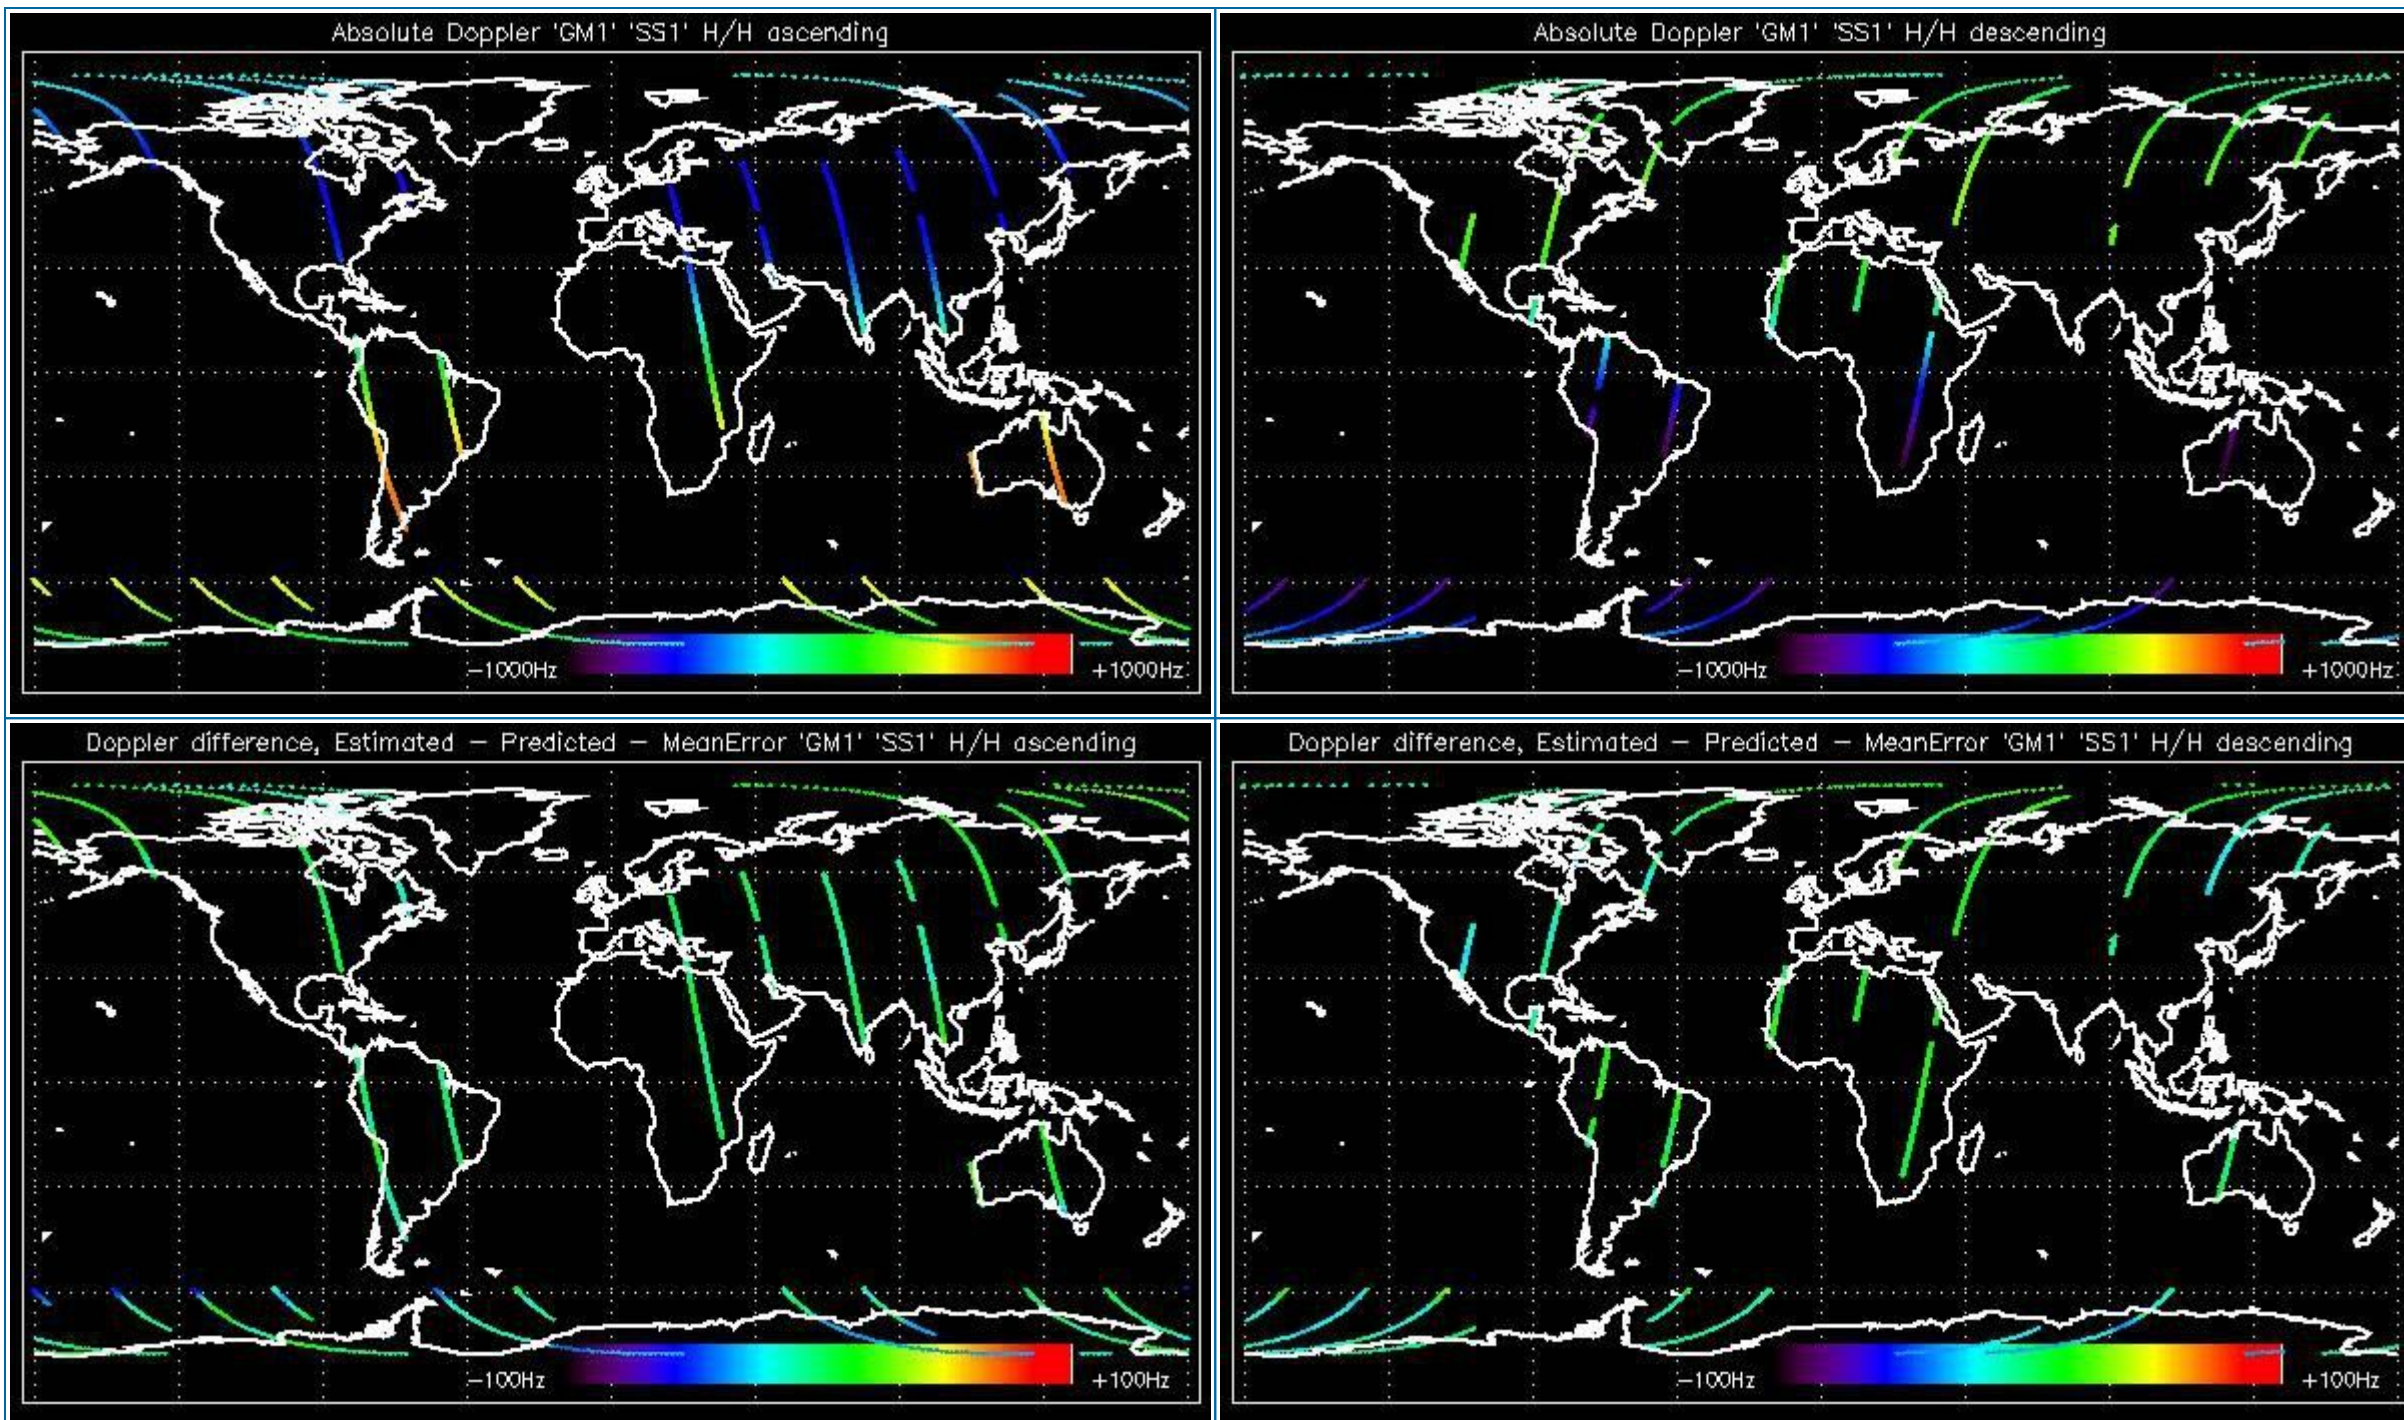 Absolute Doppler 'GM1' 'SS1' H/H ascending
-1000Hz
+1000Hz
Absolute Doppler 'GM1' 'SS1' H/H descending
-1000Hz
+1000Hz
Doppler difference, Estimated - Predicted - MeanError 'GM1' 'SS1' H/H ascending
-100Hz
+100Hz
Doppler difference, Estimated - Predicted - MeanError 'GM1' 'SS1' H/H descending
-100Hz
+100Hz